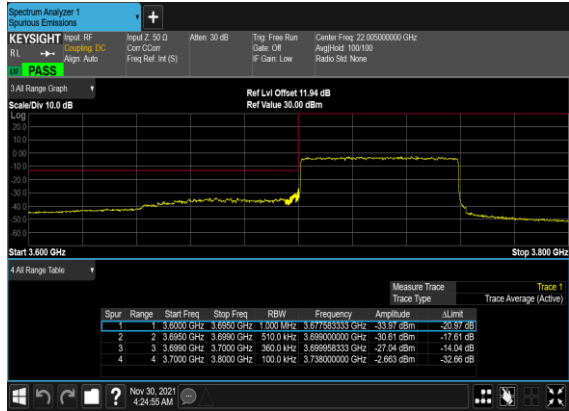 Spectrum Analyzer 1
Spurious Emissions
KEYSIGHT Input: RF Input Z: 50 Ω Atten: 30 dB Trig: Free Run Center Freq: 22.005000000 GHz
R L Coupling: DC Corr CCorr Gate: Off Avg|Hold: 100/100
Align: Auto Freq Ref: Int (S) IF Gain: Low Radio Std: None
PASS
3 All Range Graph
Ref Lvl Offset 11.94 dB
Scale/Div 10.0 dB Ref Value 30.00 dBm
Log
20.0
10.0
0.00
-10.0
-20.0
-30.0
-40.0
-50.0
-60.0
Start 3.600 GHz Stop 3.800 GHz
4 All Range Table
Measure Trace Trace 1
Trace Type Trace Average (Active)
Spur Range Start Freq Stop Freq RBW Frequency Amplitude ΔLimit
1 1 3.6000 GHz 3.6950 GHz 1.000 MHz 3.677583333 GHz -33.97 dBm -20.97 dB
2 2 3.6950 GHz 3.6990 GHz 510.0 kHz 3.699000000 GHz -30.61 dBm -17.61 dB
3 3 3.6990 GHz 3.7000 GHz 360.0 kHz 3.699958333 GHz -27.04 dBm -14.04 dB
4 4 3.7000 GHz 3.8000 GHz 100.0 kHz 3.738000000 GHz -2.663 dBm -32.66 dB
? Nov 30, 2021
4:24:55 AM